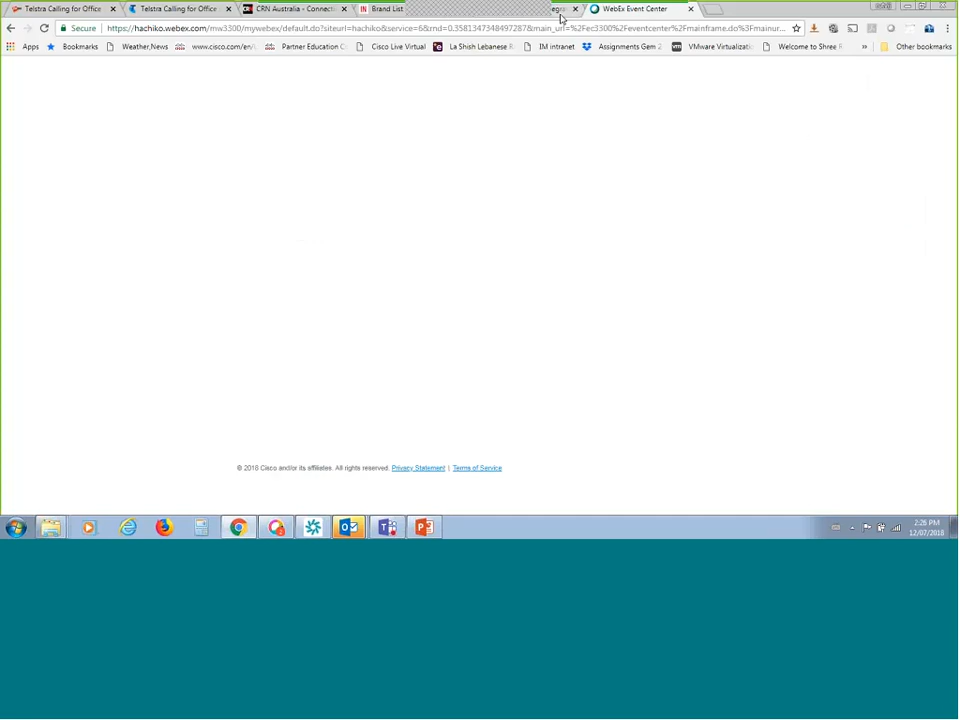 Telstra Calling for Office
Telstra Calling for Office
CRN Australia - Connecti
IN Brand List
WebEx Event Center
Secure
https://hachiko.webex.com/mw3300/mywebex/default.do?siteurl=hachiko&service=6&rnd=0.3581347348497287&main_url=%2Fec3300%2Feventcenter%2Fmainframe.do%3Fmainur...
Apps
Bookmarks
Weather,News
www.cisco.com/en/
Partner Education C
Cisco Live Virtual
La Shish Lebanese R
IM intranet
Assignments Gem 2
vm VMware Virtualizati
Welcome to Shree R
»
Other bookmarks
© 2018 Cisco and/or its affiliates. All rights reserved. Privacy Statement | Terms of Service
2:26 PM
12/07/2018